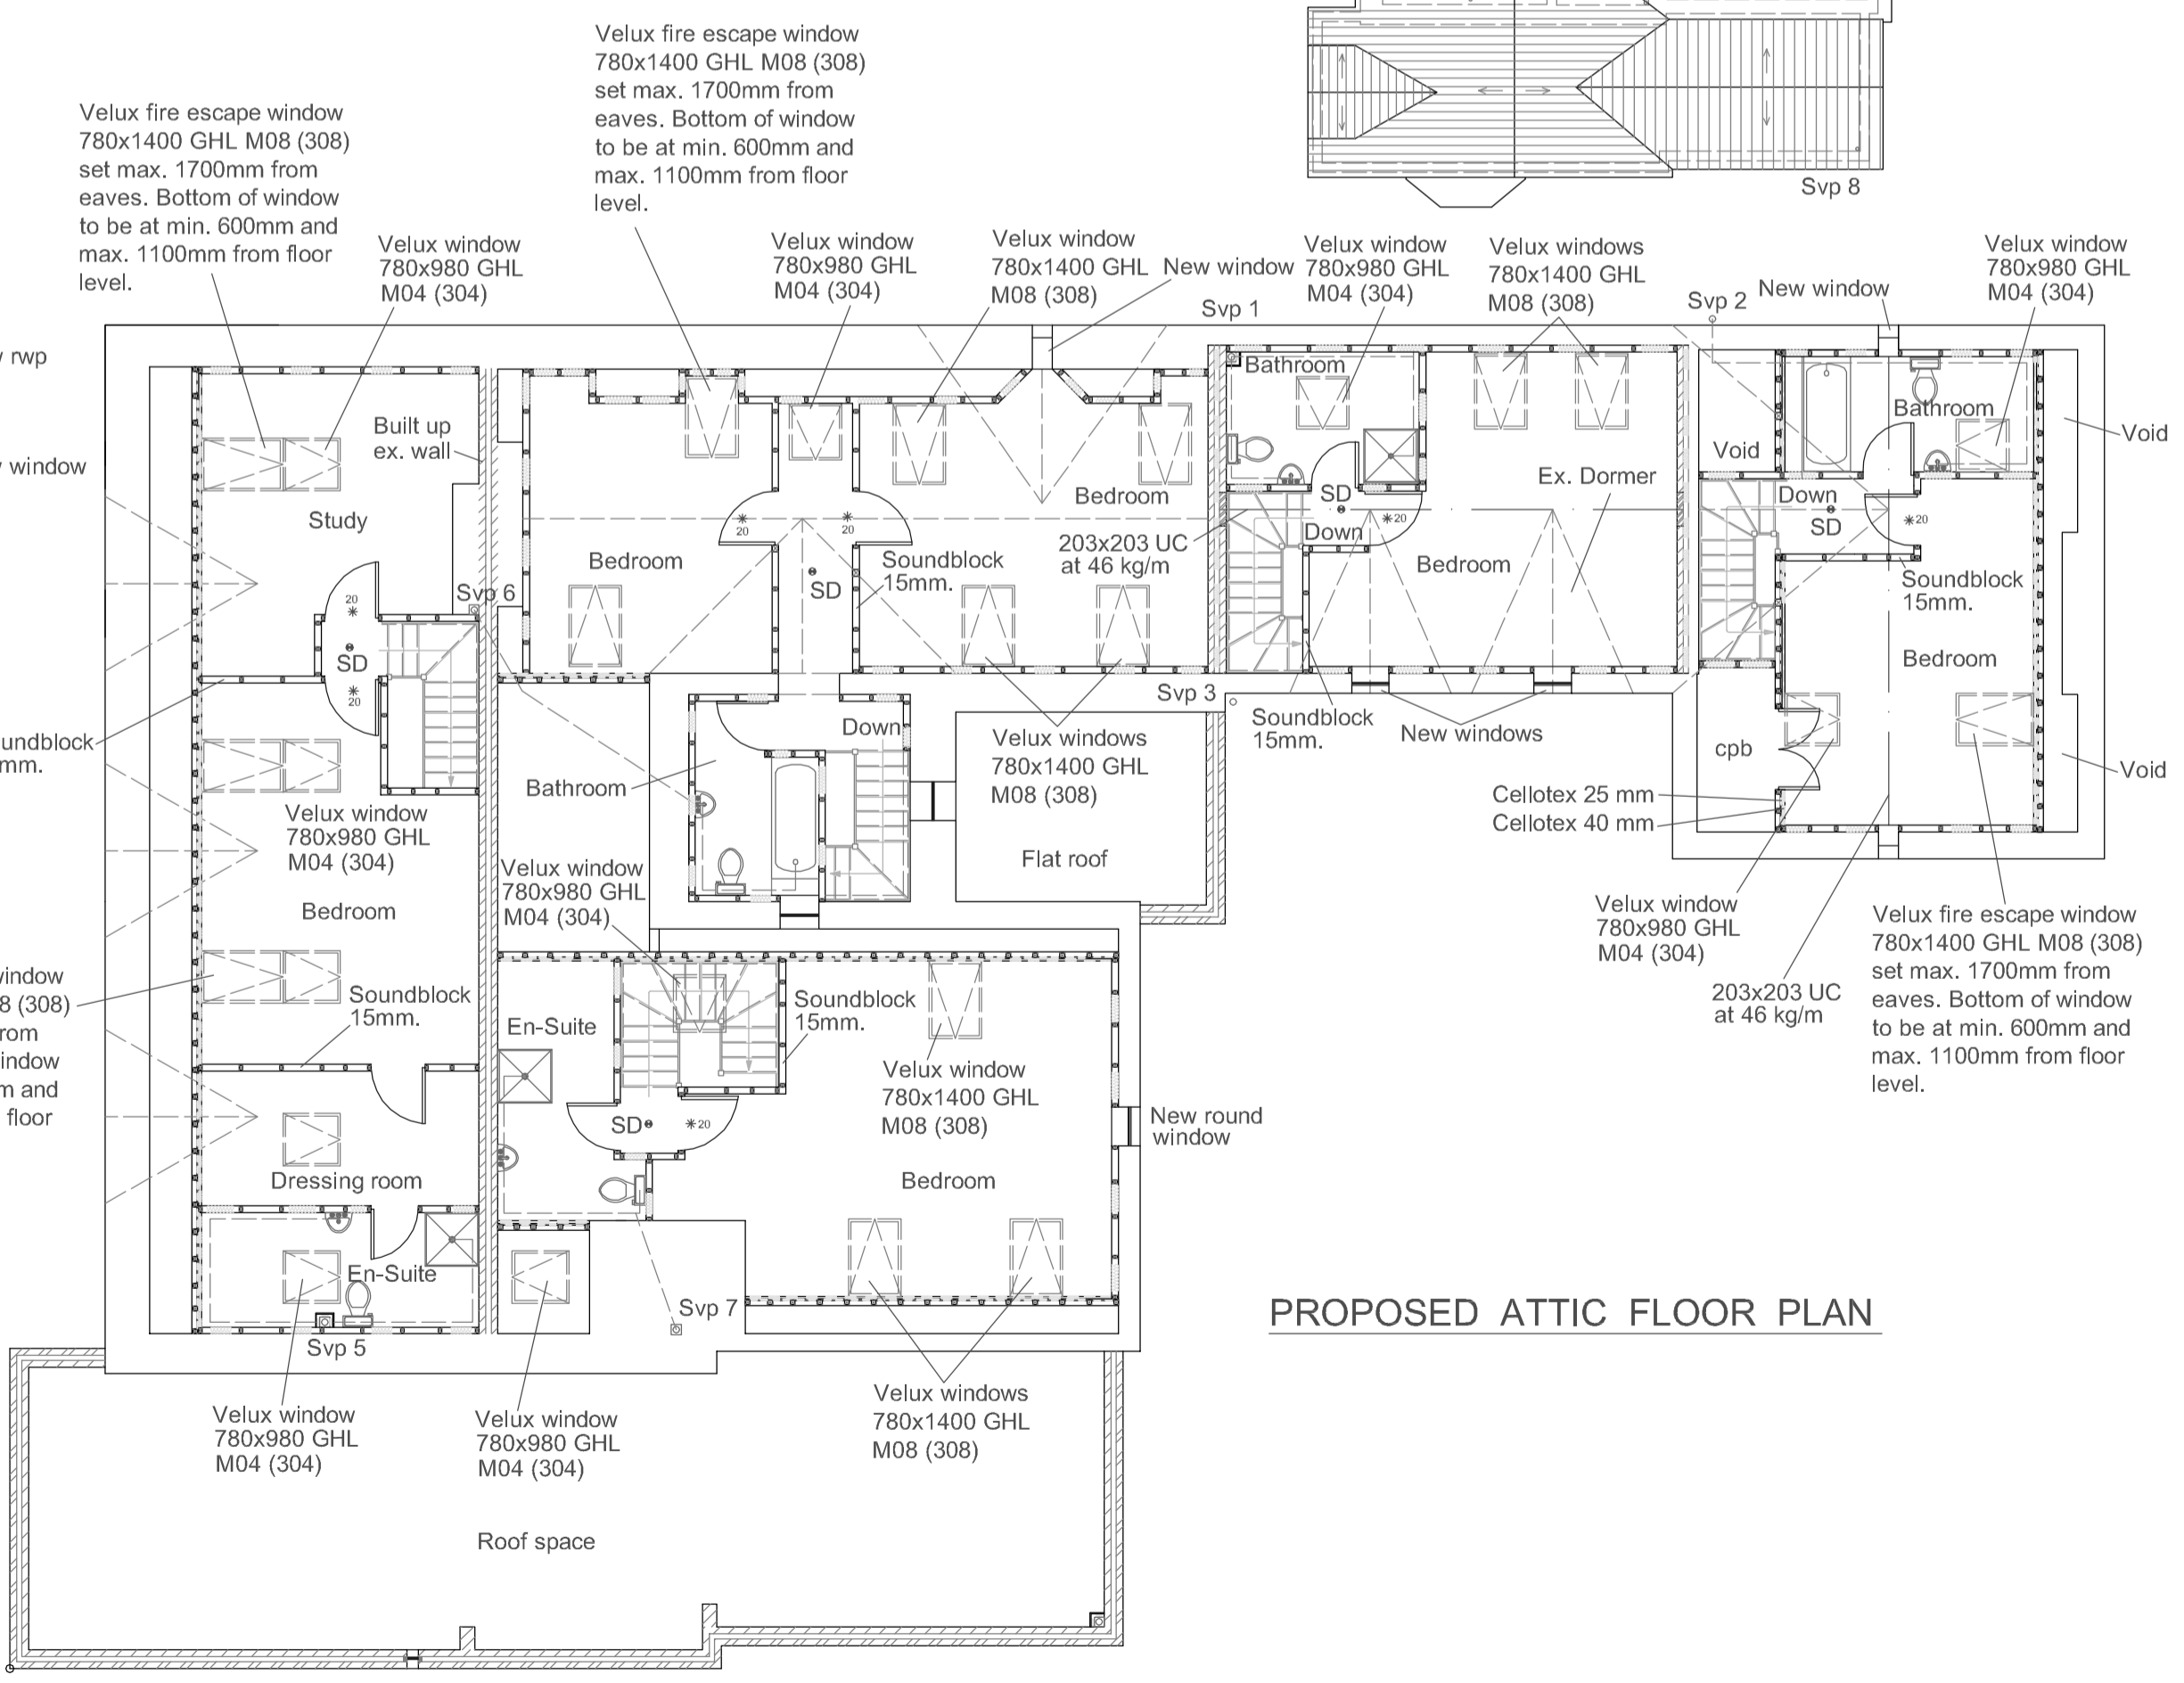 Velux fire escape window
780x1400 GHL M08 (308)
set max. 1700mm from
eaves. Bottom of window
to be at min. 600mm and
max. 1100mm from floor
level.
Velux fire escape window
780x1400 GHL M08 (308)
set max. 1700mm from
eaves. Bottom of window
to be at min. 600mm and
max. 1100mm from floor
level.
Svp 8
Velux window
780x980 GHL
M04 (304)
Velux window
780x980 GHL
M04 (304)
Velux window
780x1400 GHL
M08 (308)
New window
Velux window
780x980 GHL
M04 (304)
Velux windows
780x1400 GHL
M08 (308)
Velux window
780x980 GHL
M04 (304)
Svp 1
Svp 2
New window
rwp
window
Built up
ex. wall
Study
Bedroom
Bedroom
Bathroom
Ex. Dormer
Void
Bathroom
Void
20
20
SD
Down
20
Down
SD
20
203x203 UC
at 46 kg/m
Soundblock
15mm.
SD
Bedroom
Soundblock
15mm.
Svp 6
20
SD
20
Bedroom
Svp 3
Soundblock
15mm.
New windows
Down
Velux windows
780x1400 GHL
M08 (308)
cpb
Void
undblock
mm.
Bathroom
Cellotex 25 mm
Cellotex 40 mm
Velux window
780x980 GHL
M04 (304)
Flat roof
Velux window
780x980 GHL
M04 (304)
Bedroom
Velux window
780x980 GHL
M04 (304)
203x203 UC
at 46 kg/m
Velux fire escape window
780x1400 GHL M08 (308)
set max. 1700mm from
eaves. Bottom of window
to be at min. 600mm and
max. 1100mm from floor
level.
indow
8 (308)
rom
indow
m and
floor
Soundblock
15mm.
En-Suite
Soundblock
15mm.
Velux window
780x1400 GHL
M08 (308)
SD
20
New round
window
Dressing room
Bedroom
En-Suite
Svp 7
Svp 5
PROPOSED ATTIC FLOOR PLAN
Velux window
780x980 GHL
M04 (304)
Velux window
780x980 GHL
M04 (304)
Velux windows
780x1400 GHL
M08 (308)
Roof space